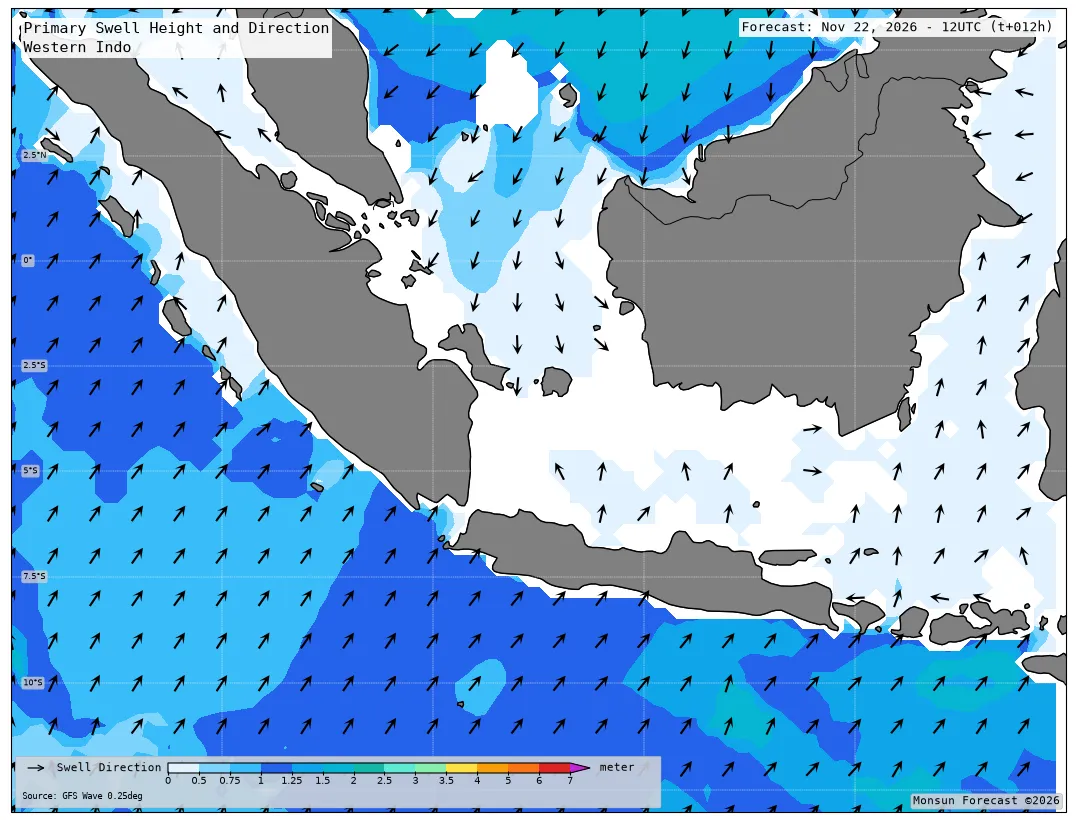 Primary Swell Height and Direction
Western Indo
Forecast: Nov 22, 2026 - 12UTC (t+012h)
2.5°N
0°
2.5°S
5°S
7.5°S
10°S
Swell Direction
0 0.5 0.75 1 1.25 1.5 2 2.5 3 3.5 4 5 6 7
meter
Source: GFS Wave 0.25deg
Monsun Forecast ©2026